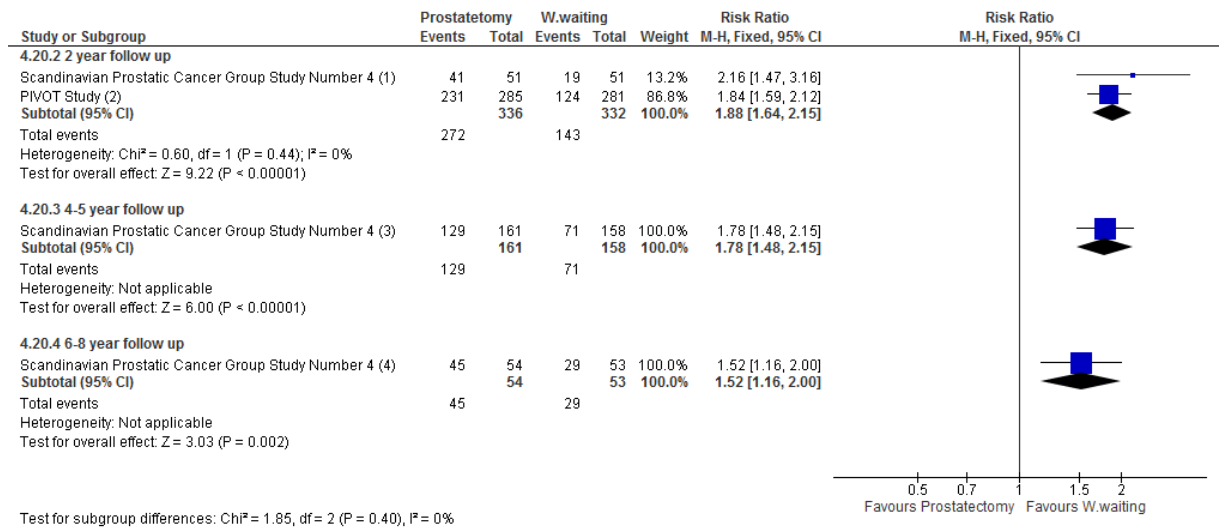 Prostatetomy W.waiting Risk Ratio Risk Ratio
Study or Subgroup Events Total Events Total Weight M-H, Fixed, 95% CI M-H, Fixed, 95% CI
4.20.2 2 year follow up
Scandinavian Prostatic Cancer Group Study Number 4 (1) 41 51 19 51 13.2% 2.16 [1.47, 3.16]
PIVOT Study (2) 231 285 124 281 86.8% 1.84 [1.59, 2.12]
Subtotal (95% CI) 336 332 100.0% 1.88 [1.64, 2.15]
Total events 272 143
Heterogeneity: Chi² = 0.60, df = 1 (P = 0.44); I² = 0%
Test for overall effect: Z = 9.22 (P < 0.00001)
4.20.3 4-5 year follow up
Scandinavian Prostatic Cancer Group Study Number 4 (3) 129 161 71 158 100.0% 1.78 [1.48, 2.15]
Subtotal (95% CI) 161 158 100.0% 1.78 [1.48, 2.15]
Total events 129 71
Heterogeneity: Not applicable
Test for overall effect: Z = 6.00 (P < 0.00001)
4.20.4 6-8 year follow up
Scandinavian Prostatic Cancer Group Study Number 4 (4) 45 54 29 53 100.0% 1.52 [1.16, 2.00]
Subtotal (95% CI) 54 53 100.0% 1.52 [1.16, 2.00]
Total events 45 29
Heterogeneity: Not applicable
Test for overall effect: Z = 3.03 (P = 0.002)
0.5 0.7 1 1.5 2
Favours Prostatectomy Favours W.waiting
Test for subgroup differences: Chi² = 1.85, df = 2 (P = 0.40), I² = 0%